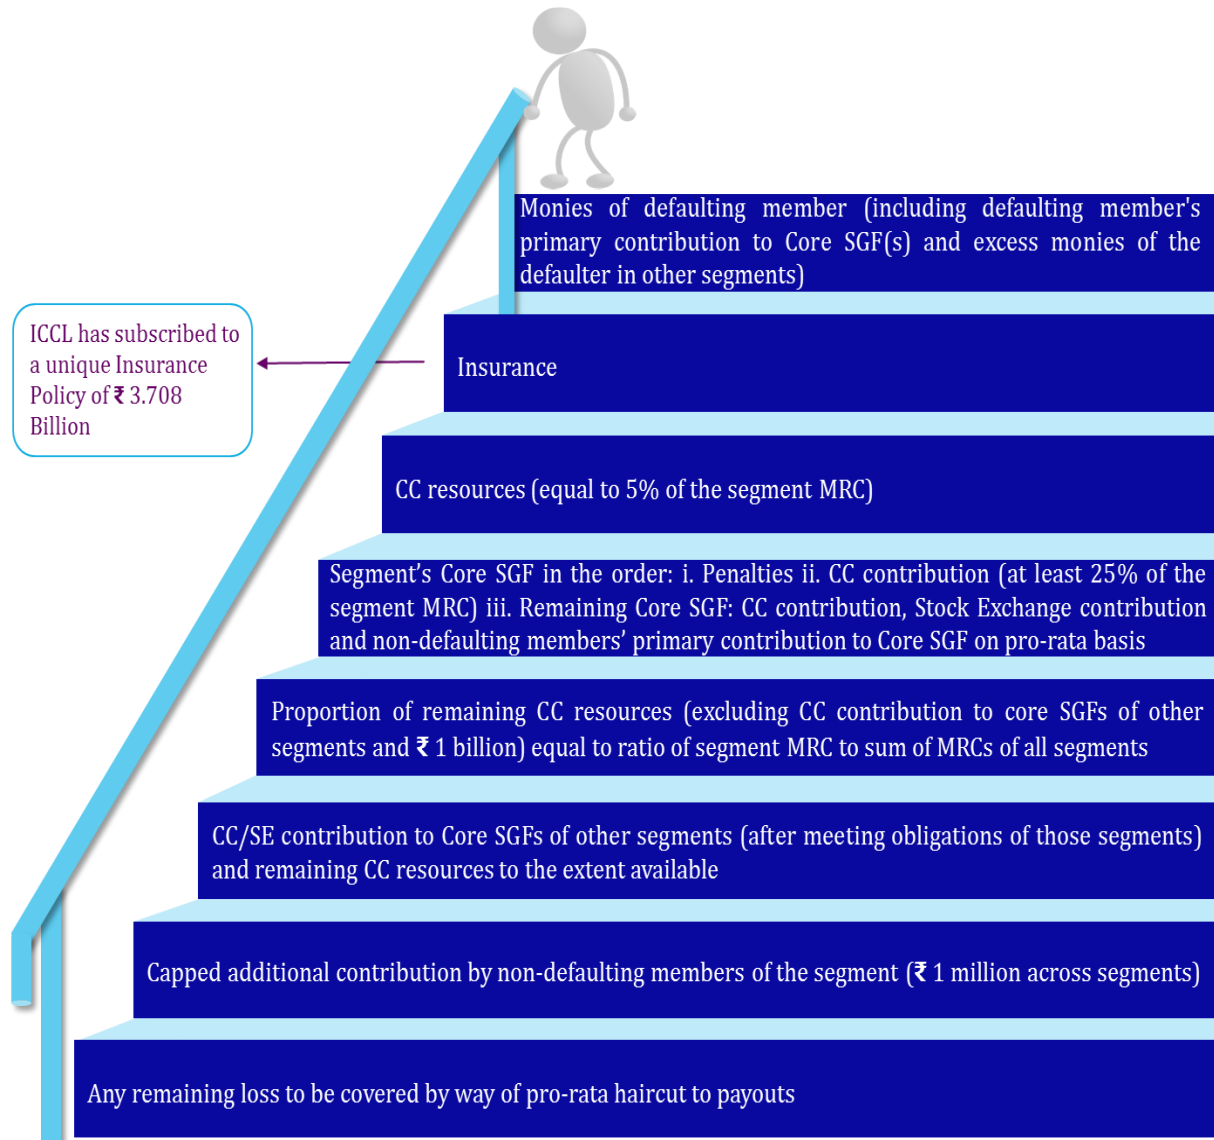 Monies of defaulting member (including defaulting member's
primary contribution to Core SGF(s) and excess monies of the
defaulter in other segments)
ICCL has subscribed to
a unique Insurance
Policy of ₹ 3.708
Billion
Insurance
CC resources (equal to 5% of the segment MRC)
Segment’s Core SGF in the order: i. Penalties ii. CC contribution (at least 25% of the
segment MRC) iii. Remaining Core SGF: CC contribution, Stock Exchange contribution
and non-defaulting members’ primary contribution to Core SGF on pro-rata basis
Proportion of remaining CC resources (excluding CC contribution to core SGFs of other
segments and ₹ 1 billion) equal to ratio of segment MRC to sum of MRCs of all segments
CC/SE contribution to Core SGFs of other segments (after meeting obligations of those segments)
and remaining CC resources to the extent available
Capped additional contribution by non-defaulting members of the segment (₹ 1 million across segments)
Any remaining loss to be covered by way of pro-rata haircut to payouts